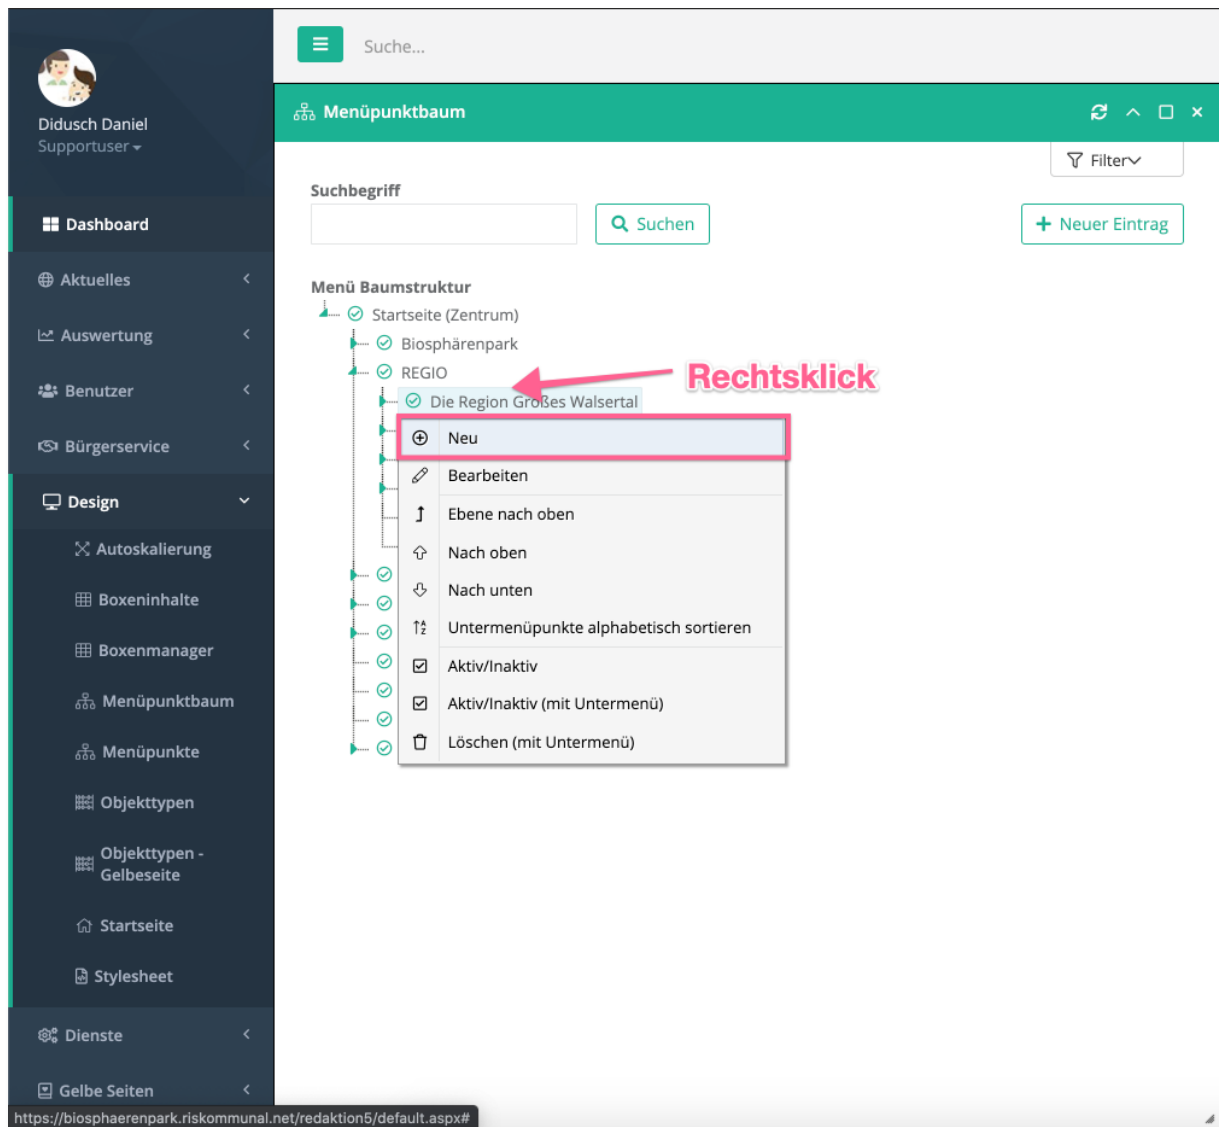 Suche...
Didusch Daniel
Supportuser
Menüpunktbaum
Filter
Suchbegriff
Suchen
Neuer Eintrag
Menü Baumstruktur
Startseite (Zentrum)
Biosphärenpark
REGIO
Rechtsklick
Die Region Großes Walsertal
Neu
Bearbeiten
Ebene nach oben
Nach oben
Nach unten
Untermenüpunkte alphabetisch sortieren
Aktiv/Inaktiv
Aktiv/Inaktiv (mit Untermenü)
Löschen (mit Untermenü)
Dashboard
Aktuelles
Auswertung
Benutzer
Bürgerservice
Design
Autoskalierung
Boxeninhalte
Boxenmanager
Menüpunktbaum
Menüpunkte
Objekttypen
Objekttypen -
Gelbeseite
Startseite
Stylesheet
Dienste
Gelbe Seiten
https://biosphaerenpark.riskommunal.net/redaktion5/default.aspx#